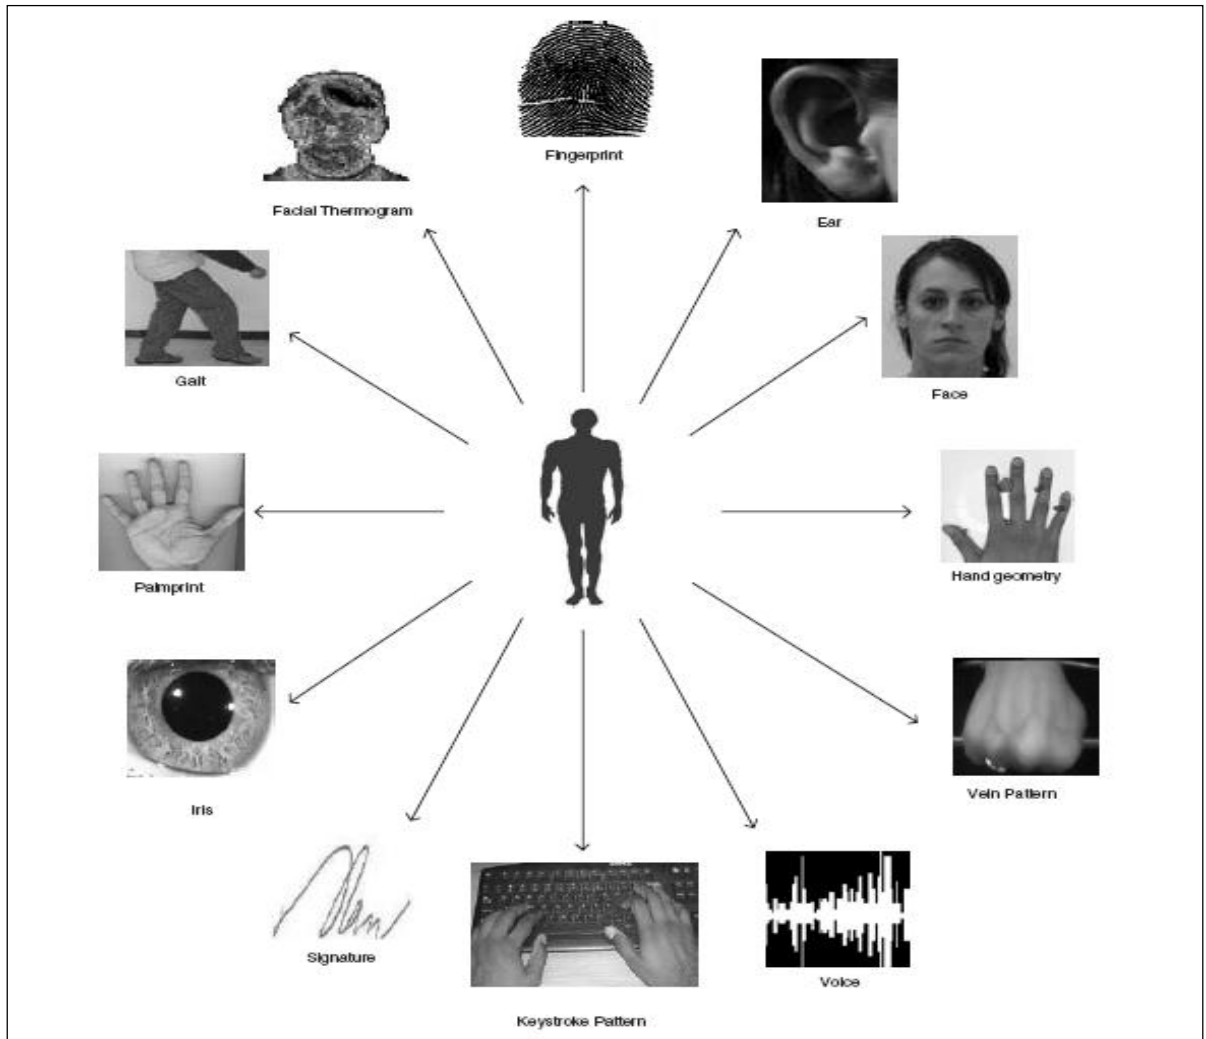 Fingerprint
Facial Thermogram
Ear
Gait
Face
Palmprint
Hand geometry
Iris
Vein Pattern
Signature
Voice
Keystroke Pattern